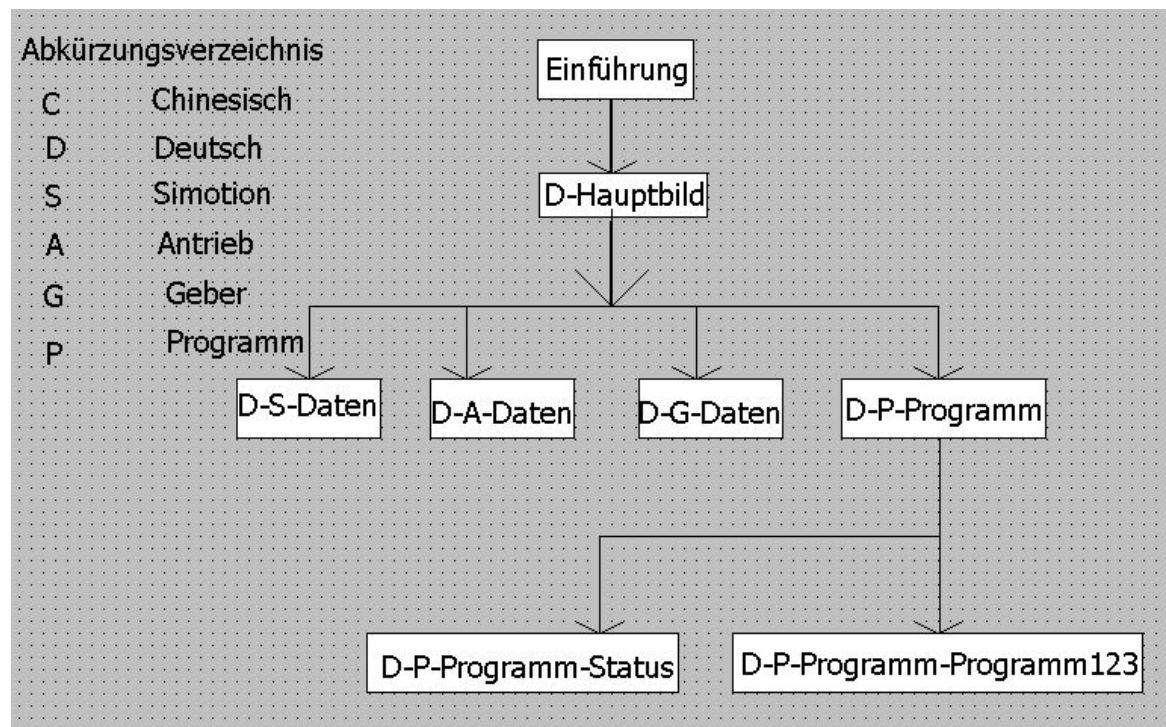 Abkürzungsverzeichnis
C Chinesisch
D Deutsch
S Simotion
A Antrieb
G Geber
P Programm
Einführung
D-Hauptbild
D-S-Daten
D-A-Daten
D-G-Daten
D-P-Programm
D-P-Programm-Status
D-P-Programm-Programm123